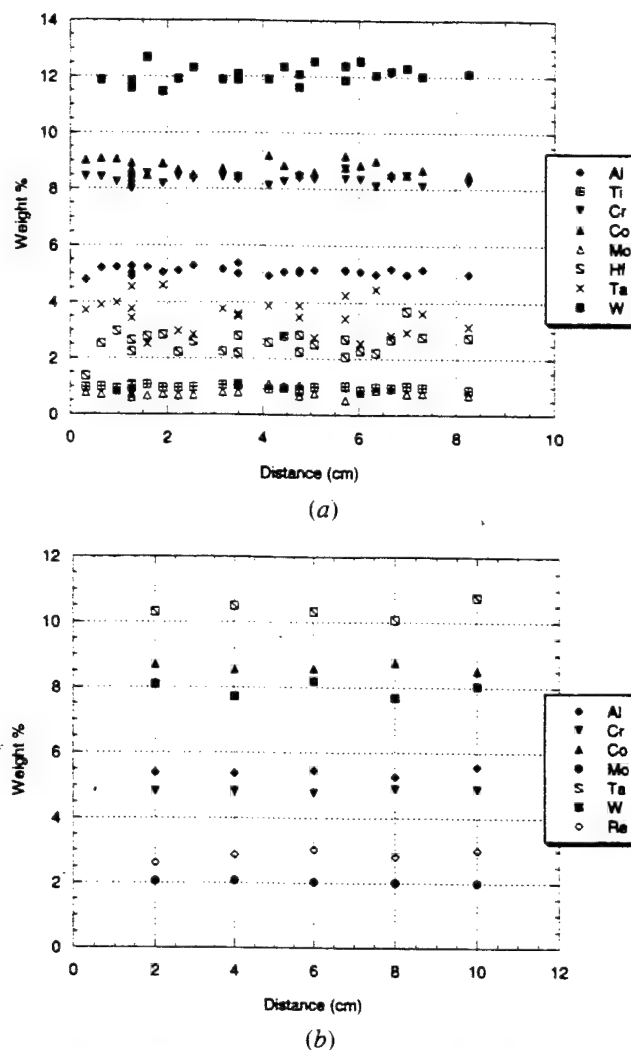 14
12
10
8
6
4
2
0
Weight %
0 2 4 6 8 10
Distance (cm)
Al
Ti
Cr
Co
Mo
Hf
Ta
W
(a)
12
10
8
6
4
2
0
Weight %
0 2 4 6 8 10 12
Distance (cm)
Al
Cr
Co
Mo
Ta
W
Re
(b)